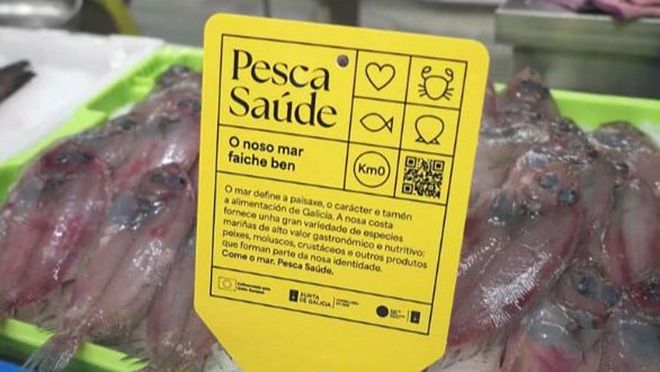 Pesca
Saúde
O noso mar
faiche ben
Km0
O mar define a paisaxe, o carácter e tamén
a alimentación de Galicia. A nosa costa
fornece unha gran variedade de especies
mariñas de alto valor gastronómico e nutritivo:
peixes, moluscos, crustáceos e outros produtos
que forman parte da nosa identidade.
Come o mar. Pesca Saúde.
XUNTA
DE GALICIA